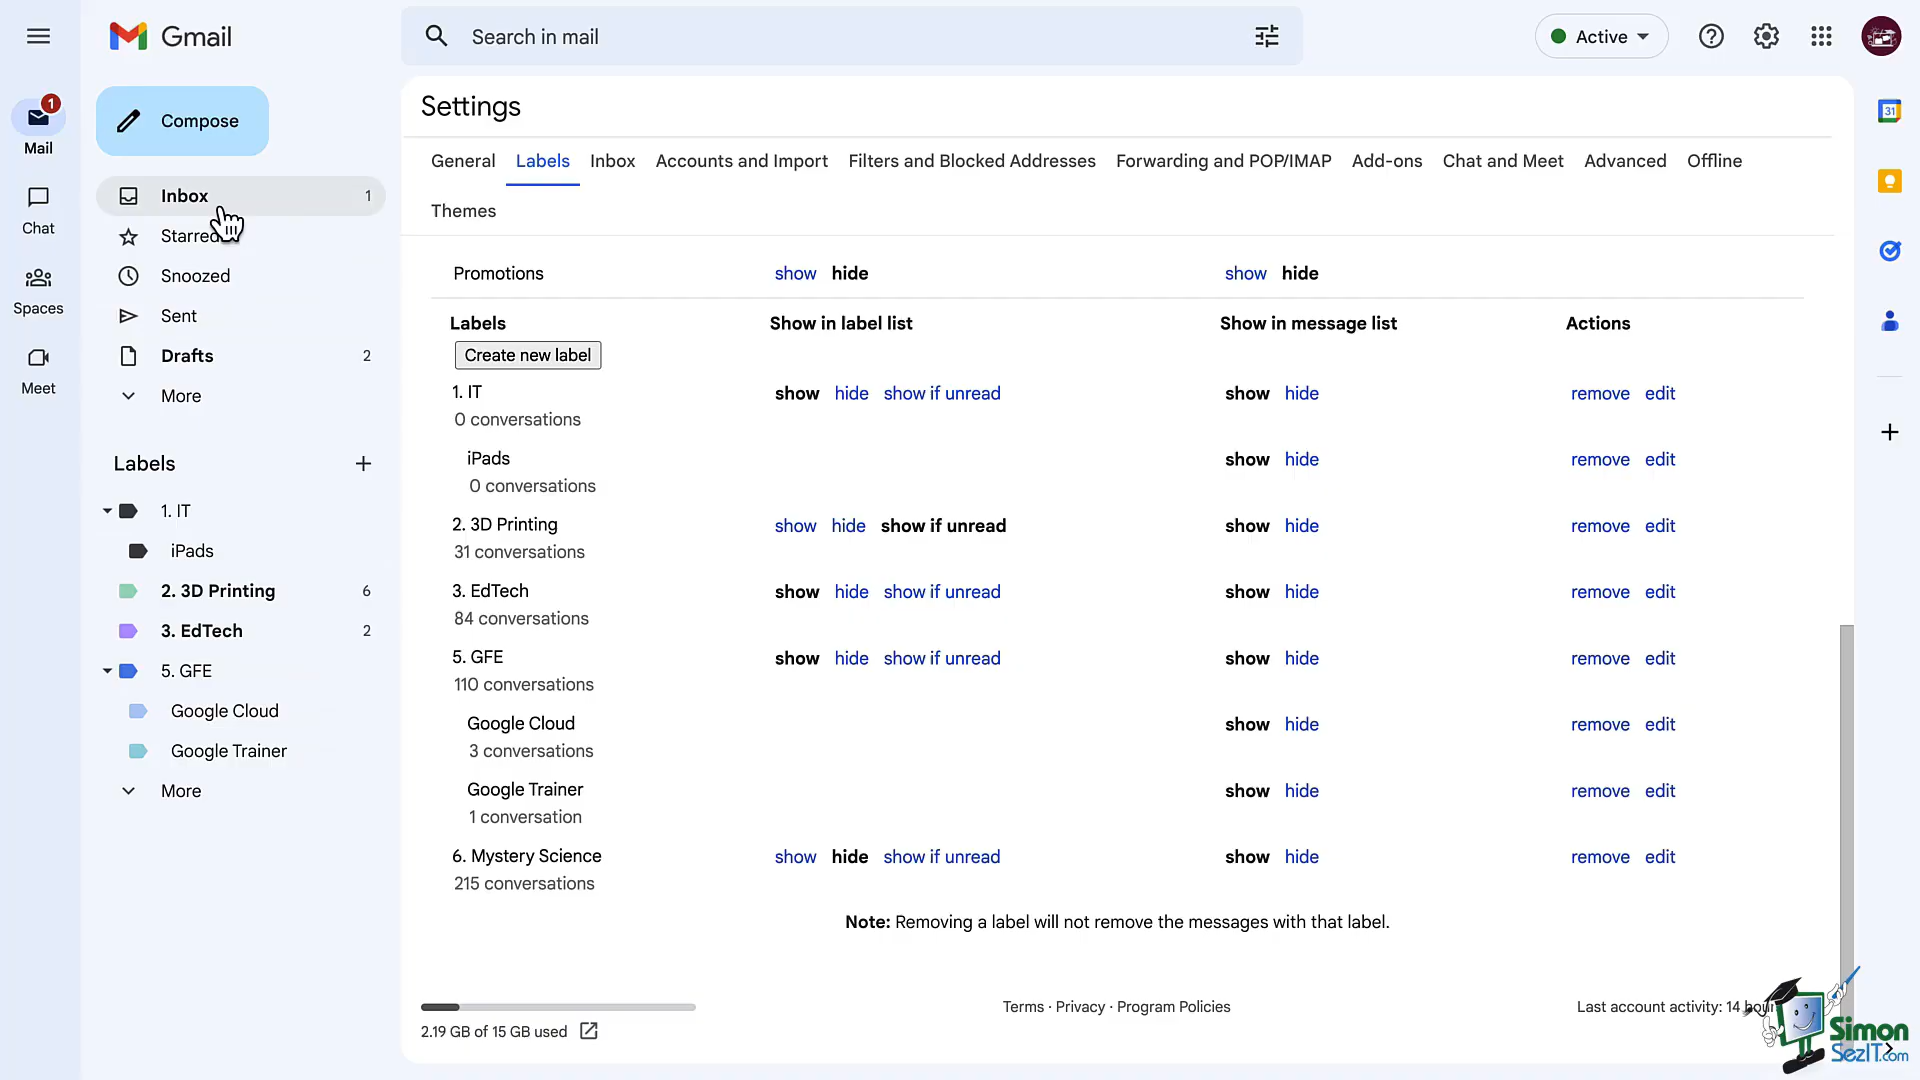 Gmail
Search in mail
Active
1
Mail
Chat
Spaces
Meet
Compose
Inbox 1
Starred
Snoozed
Sent
Drafts 2
More
Labels
1. IT
iPads
2. 3D Printing 6
3. EdTech 2
5. GFE
Google Cloud
Google Trainer
More
Settings
General Labels Inbox Accounts and Import Filters and Blocked Addresses Forwarding and POP/IMAP Add-ons Chat and Meet Advanced Offline
Themes
Promotions show hide show hide
Labels Show in label list Show in message list Actions
Create new label
1. IT show hide show if unread show hide remove edit
0 conversations
iPads show hide remove edit
0 conversations
2. 3D Printing show hide show if unread show hide remove edit
31 conversations
3. EdTech show hide show if unread show hide remove edit
84 conversations
5. GFE show hide show if unread show hide remove edit
110 conversations
Google Cloud show hide remove edit
3 conversations
Google Trainer show hide remove edit
1 conversation
6. Mystery Science show hide show if unread show hide remove edit
215 conversations
Note: Removing a label will not remove the messages with that label.
Terms · Privacy · Program Policies
Last account activity: 14
2.19 GB of 15 GB used
31
Simon
SezIT.com